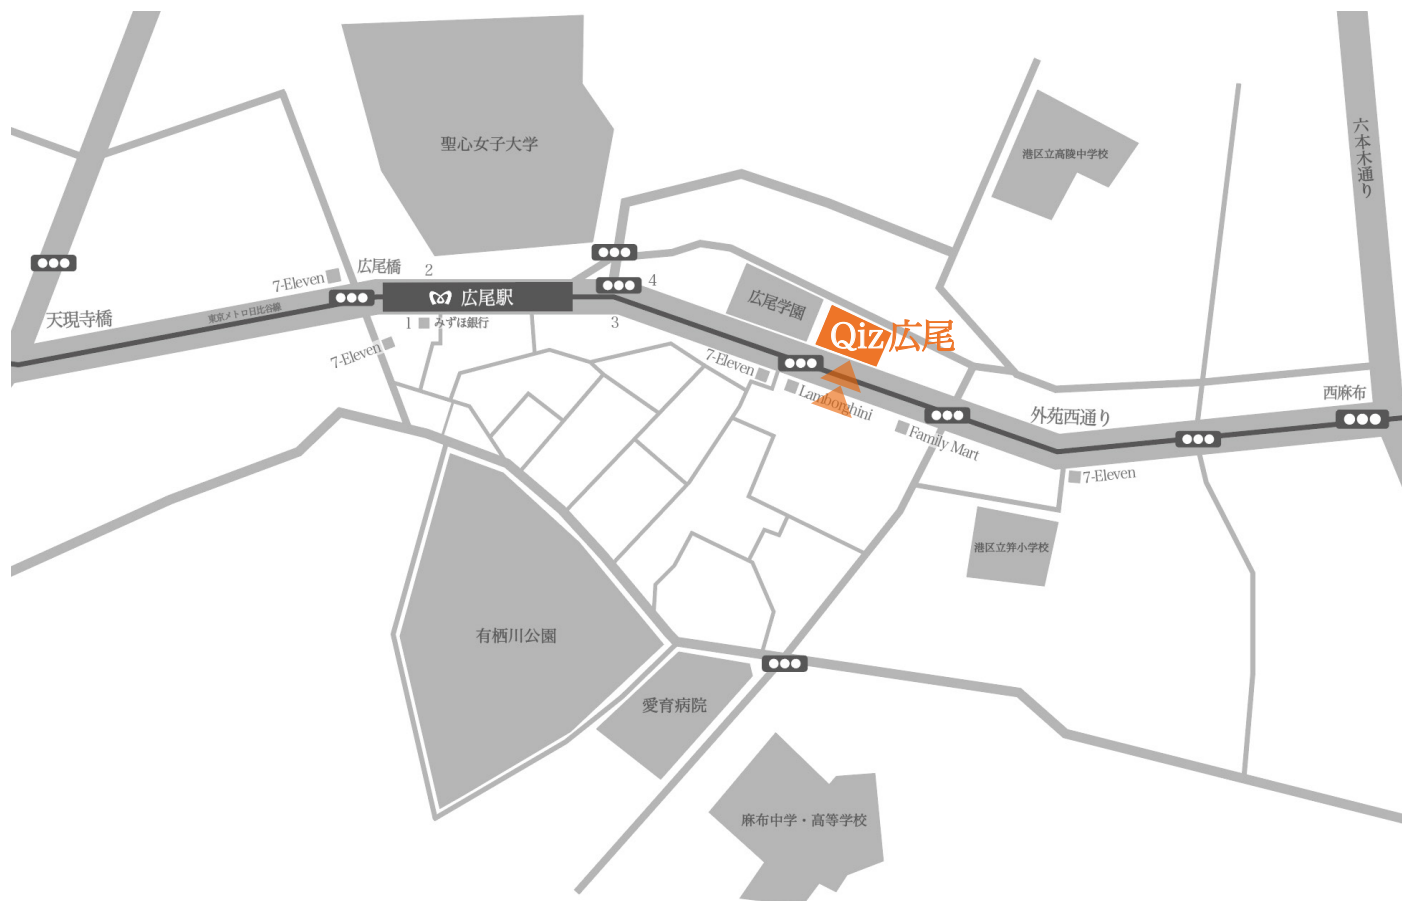 六本木通り
聖心女子大学
港区立高陵中学校
広尾橋
2
7-Eleven
4
広尾駅
広尾学園
天現寺橋
東京メトロ日比谷線
1
みずほ銀行
3
Qiz広尾
7-Eleven
7-Eleven
Lamborghini
西麻布
外苑西通り
Family Mart
7-Eleven
港区立笄小学校
有栖川公園
愛育病院
麻布中学・高等学校